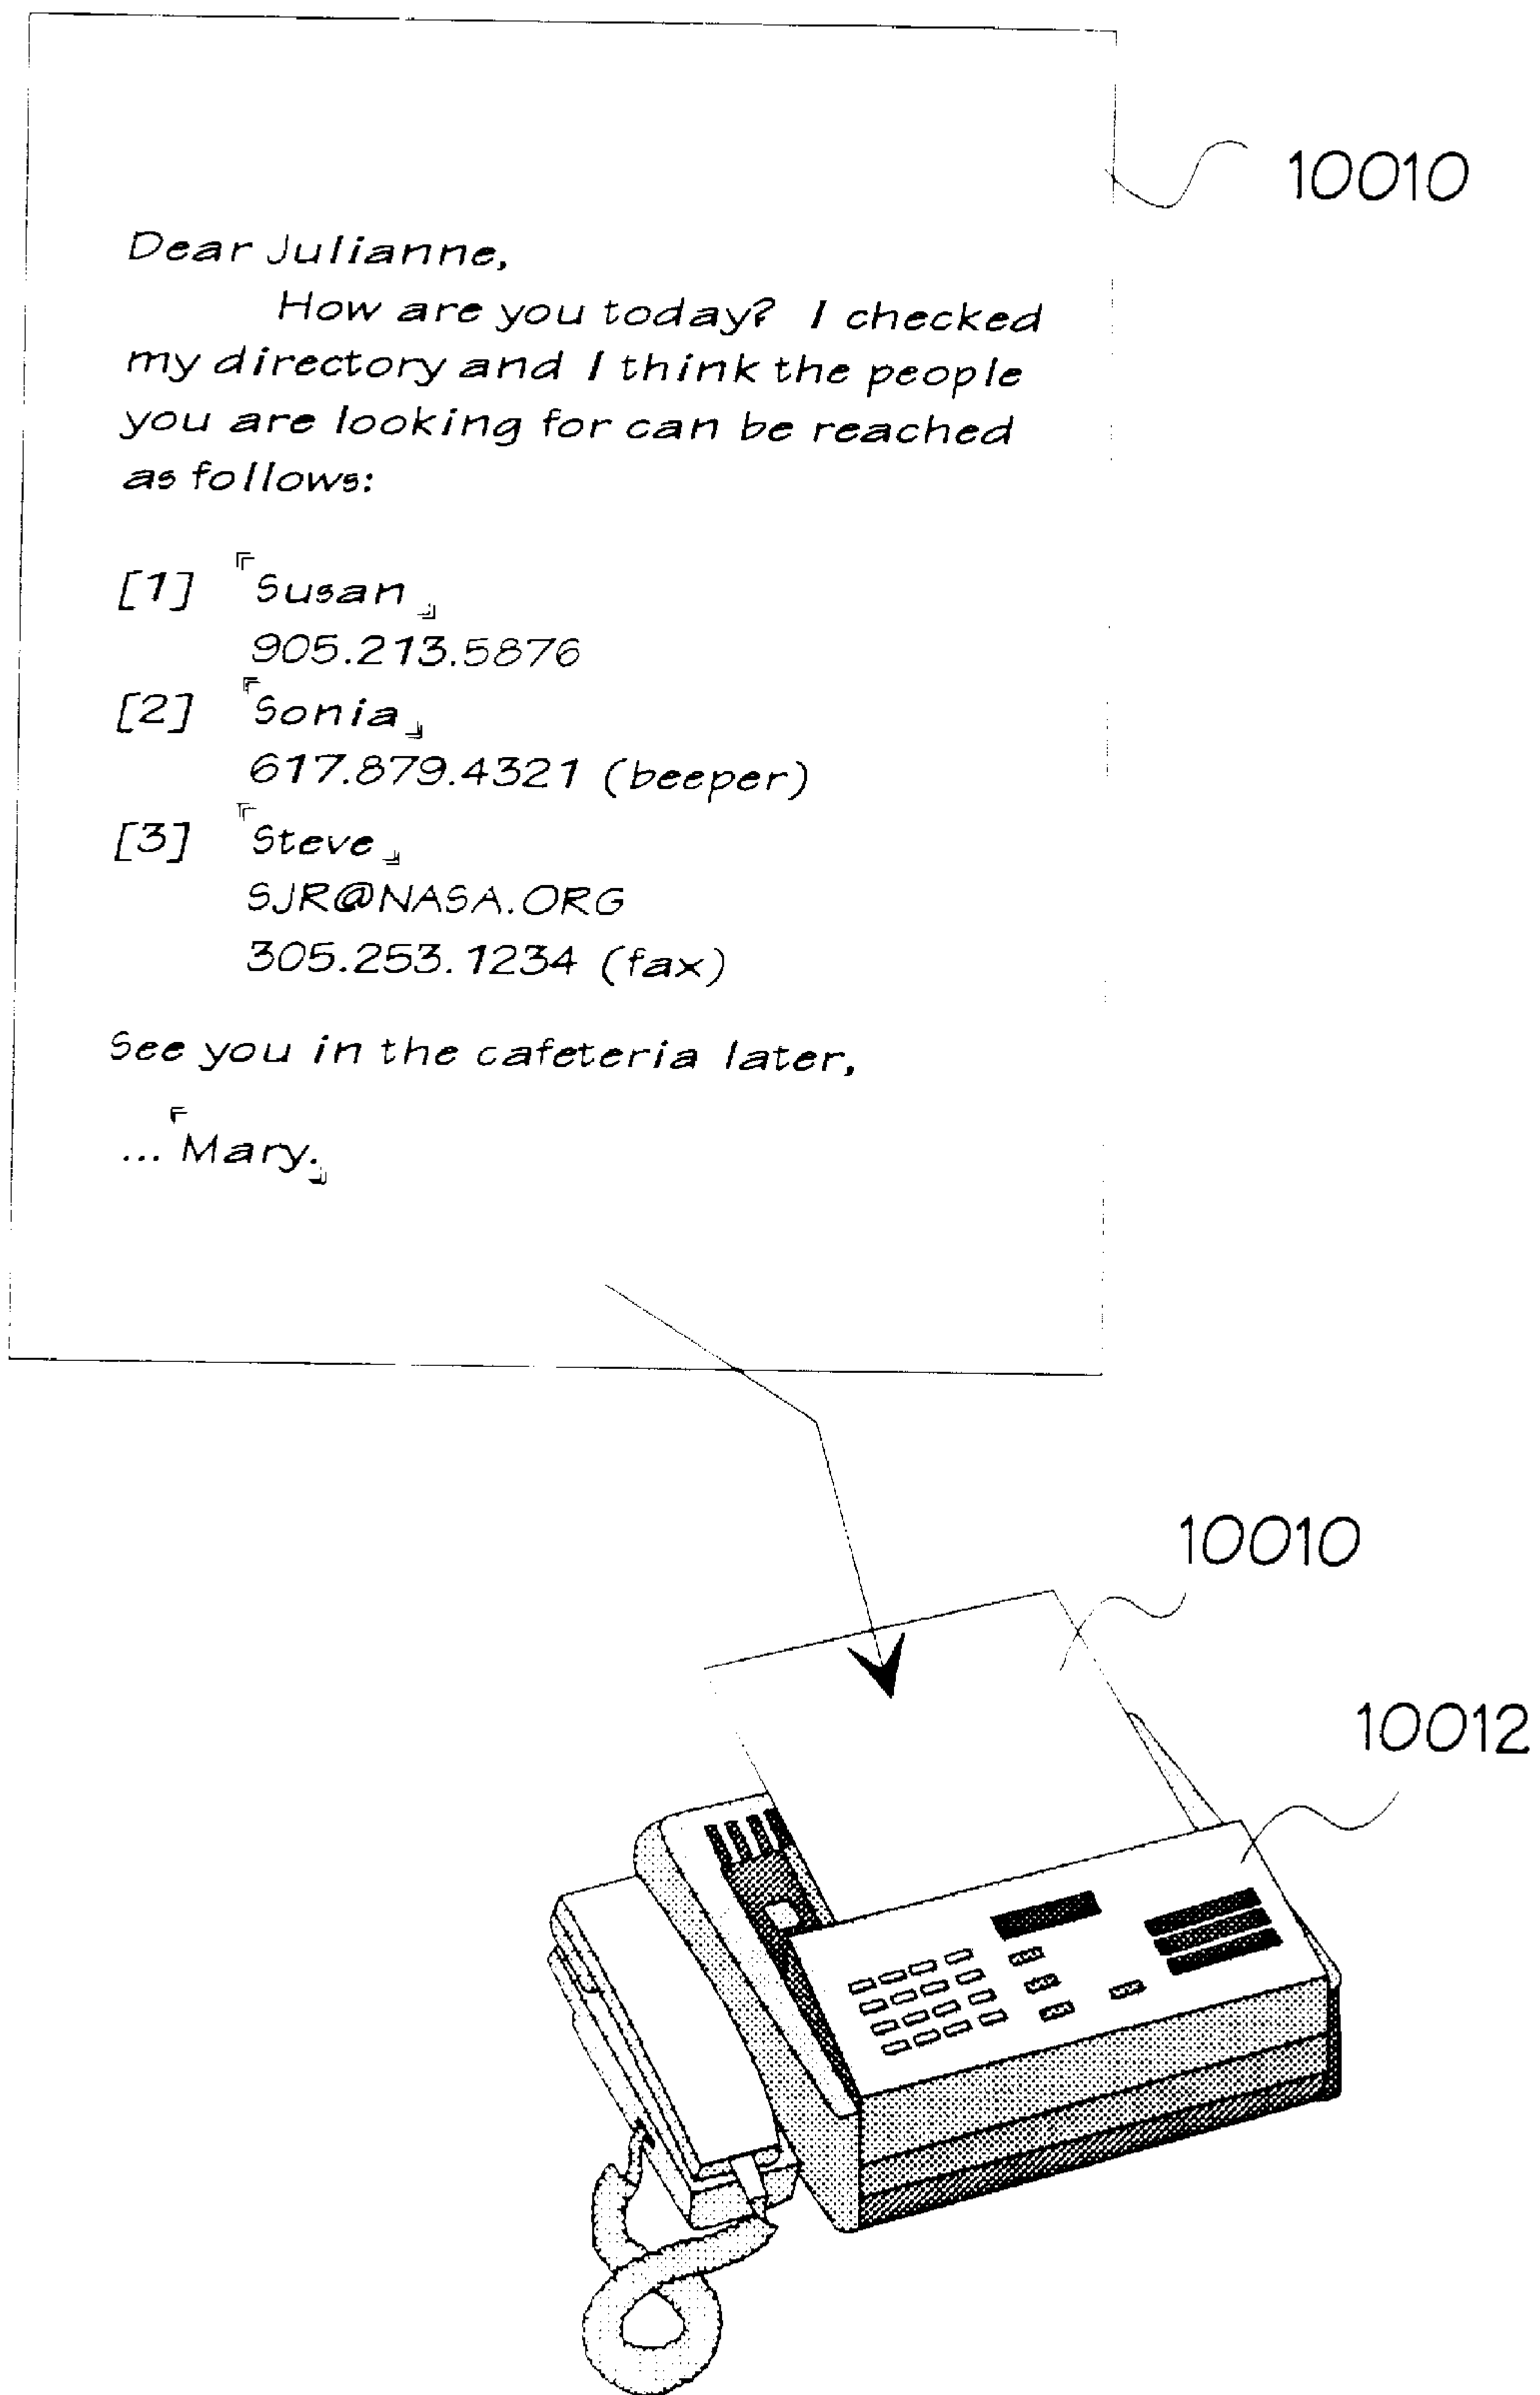 10010
Dear Julianne,
How are you today? I checked
my directory and I think the people
you are looking for can be reached
as follows:
[1] 『Susan』
905.213.5876
[2] 『Sonia』
617.879.4321 (beeper)
[3] 『Steve』
SJR@NASA.ORG
305.253.1234 (fax)
See you in the cafeteria later,
... 『Mary.』
10010
10012